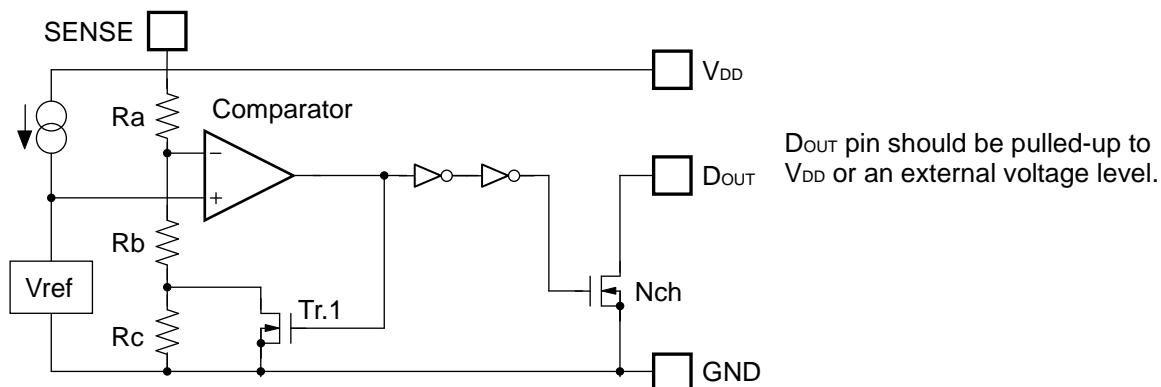 SENSE
VDD
Ra
Comparator
−
+
DOUT
DOUT pin should be pulled-up to
VDD or an external voltage level.
Rb
Vref
Tr.1
Nch
Rc
GND